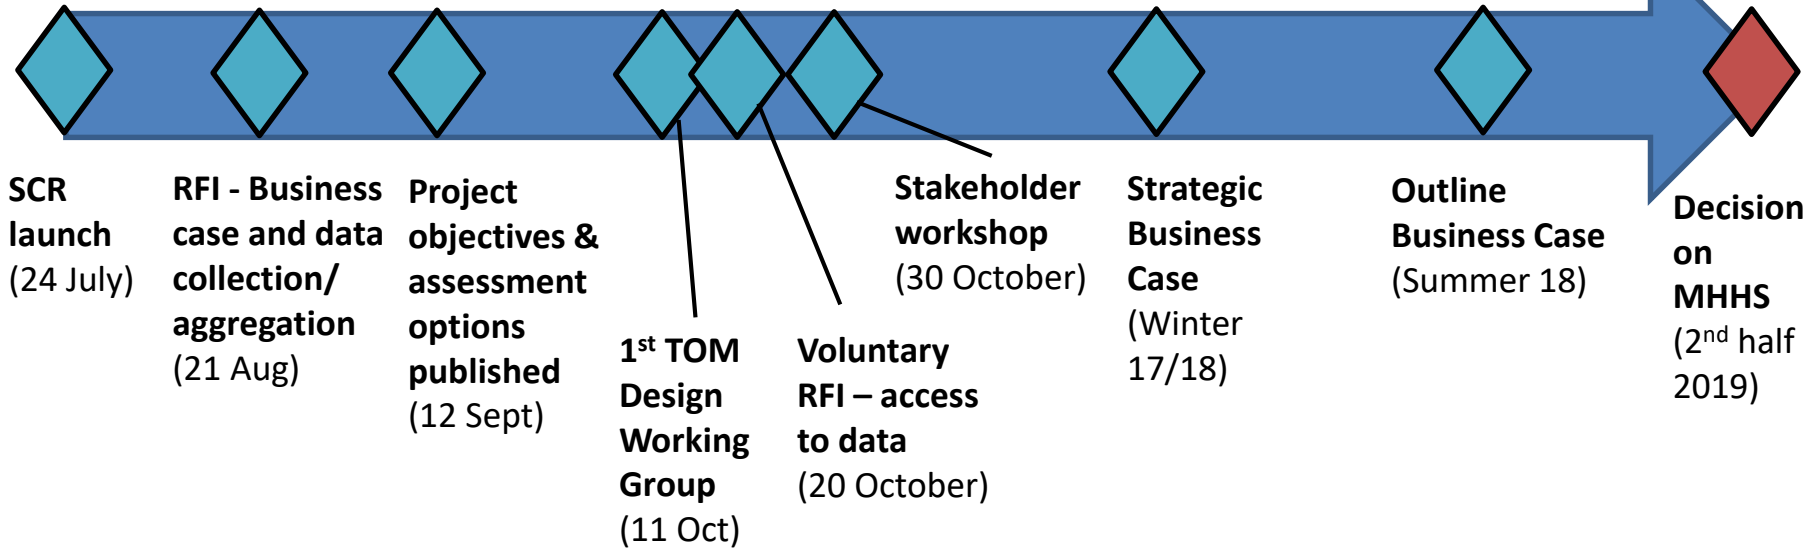 SCR
launch
(24 July)
RFI - Business
case and data
collection/
aggregation
(21 Aug)
Project
objectives &
assessment
options
published
(12 Sept)
1st TOM
Design
Working
Group
(11 Oct)
Voluntary
RFI – access
to data
(20 October)
Stakeholder
workshop
(30 October)
Strategic
Business
Case
(Winter
17/18)
Outline
Business Case
(Summer 18)
Decision
on
MHHS
(2nd half
2019)